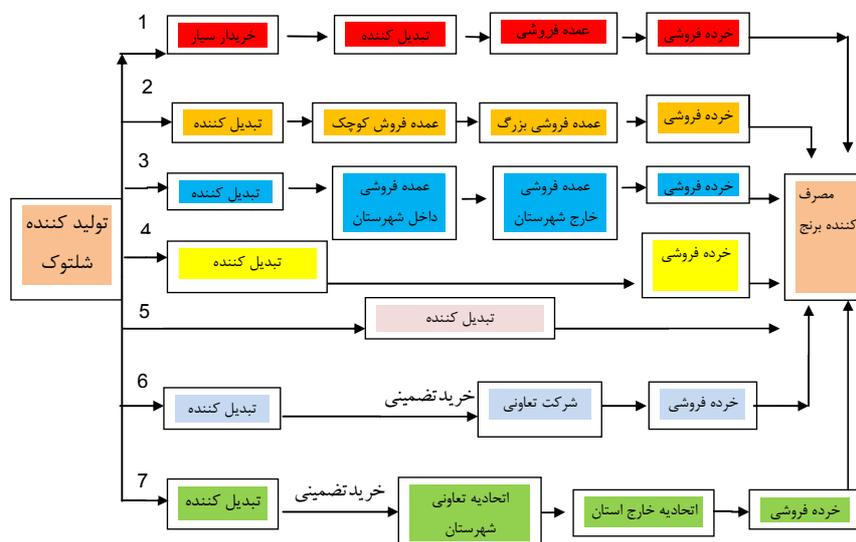 1
خریدار سیار
تبدیل کننده
عمده فروشی
خرده فروشی
2
تبدیل کننده
عمده فروش کوچک
عمده فروشی بزرگ
خرده فروشی
3
تبدیل کننده
عمده فروشی
داخل شهرستان
عمده فروشی
خارج شهرستان
خرده فروشی
مصرف
کننده برنج
تولید کننده
شلتوک
4
تبدیل کننده
خرده فروشی
5
تبدیل کننده
6
تبدیل کننده
خرید تضمینی
شرکت تعاونی
خرده فروشی
7
تبدیل کننده
خرید تضمینی
اتحادیه تعاونی
شهرستان
اتحادیه خارج استان
خرده فروشی